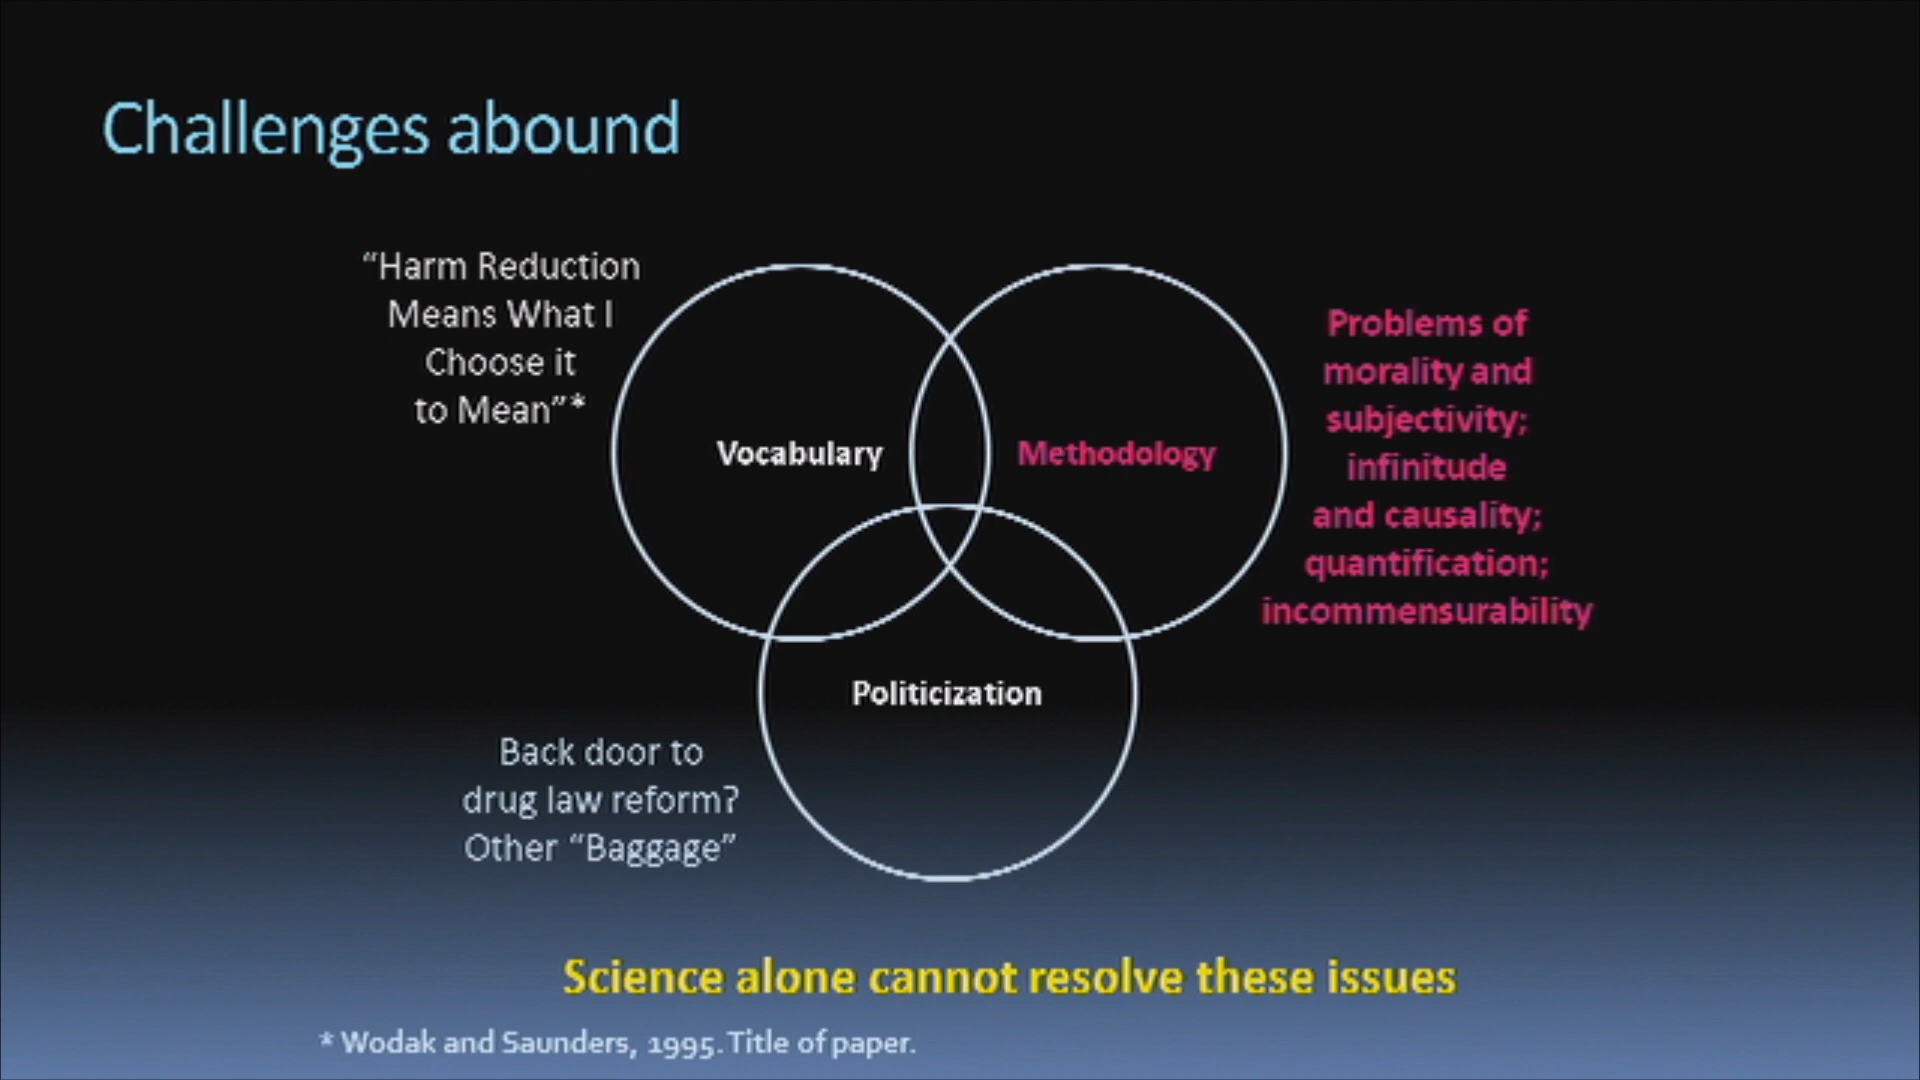 Challenges abound
“Harm Reduction
Means What I
Choose it
to Mean”*
Vocabulary
Methodology
Problems of
morality and
subjectivity;
infinitude
and causality;
quantification;
incommensurability
Politicization
Back door to
drug law reform?
Other “Baggage”
Science alone cannot resolve these issues
* Wodak and Saunders, 1995. Title of paper.